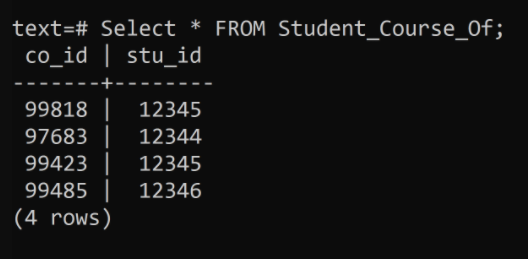 text=# Select * FROM Student_Course_Of;
 co_id | stu_id
-------+--------
 99818 |  12345
 97683 |  12344
 99423 |  12345
 99485 |  12346
(4 rows)